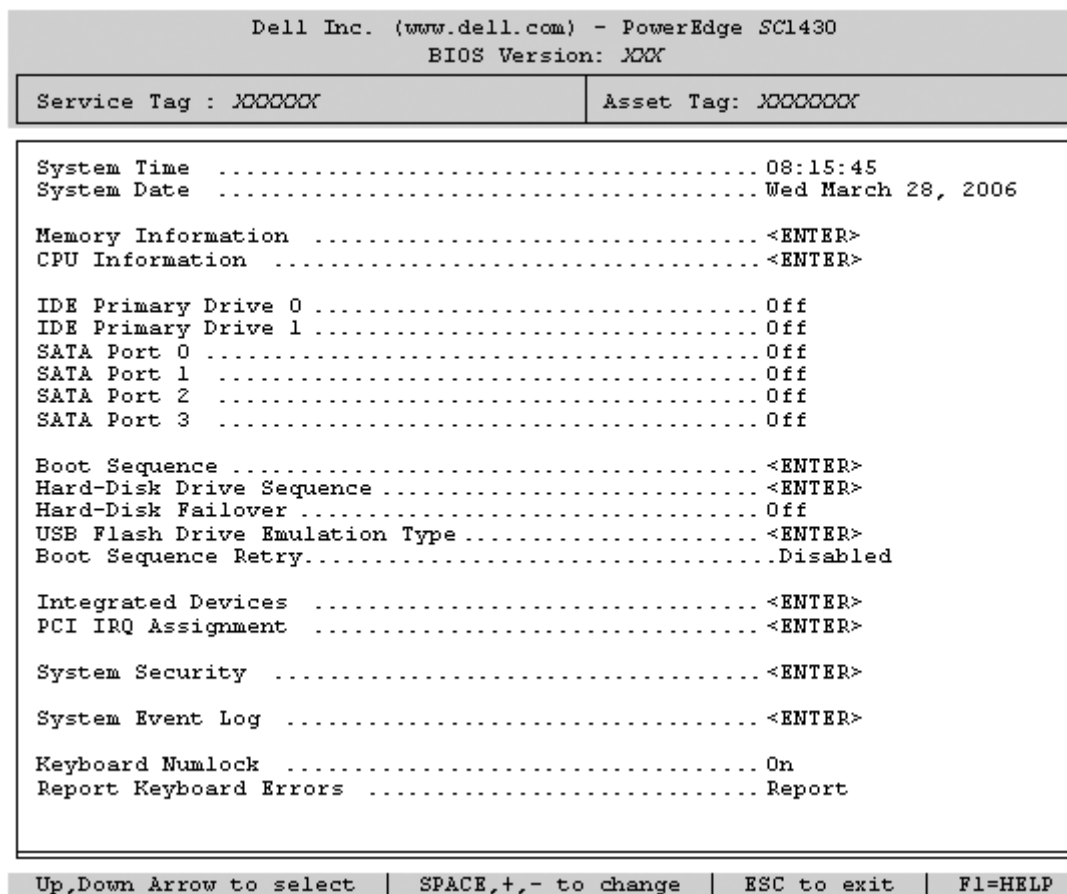 Dell Inc. (www.dell.com) - PowerEdge SC1430
BIOS Version: XXX
Service Tag : XXXXXX
Asset Tag: XXXXXXX
System Time ........................................ 08:15:45
System Date ........................................ Wed March 28, 2006
Memory Information ................................. <ENTER>
CPU Information .................................... <ENTER>
IDE Primary Drive 0 ................................. Off
IDE Primary Drive 1 ................................. Off
SATA Port 0 ......................................... Off
SATA Port 1 ........................................ Off
SATA Port 2 ........................................ Off
SATA Port 3 ........................................ Off
Boot Sequence ....................................... <ENTER>
Hard-Disk Drive Sequence ............................ <ENTER>
Hard-Disk Failover .................................. Off
USB Flash Drive Emulation Type ...................... <ENTER>
Boot Sequence Retry...................................Disabled
Integrated Devices ................................. <ENTER>
PCI IRQ Assignment ................................. <ENTER>
System Security .................................... <ENTER>
System Event Log ................................... <ENTER>
Keyboard Numlock ................................... On
Report Keyboard Errors ............................. Report
Up,Down Arrow to select | SPACE,+,- to change | ESC to exit | F1=HELP